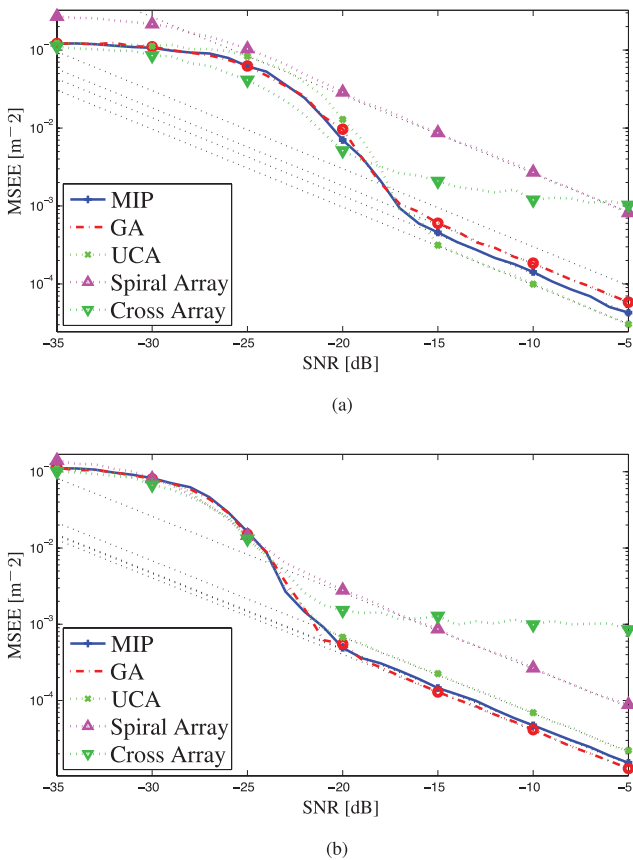 10⁻¹
10⁻²
10⁻³
10⁻⁴
MSEE [m−2]
MIP
GA
UCA
Spiral Array
Cross Array
−35 −30 −25 −20 −15 −10 −5
SNR [dB]
(a)
10⁻¹
10⁻²
10⁻³
10⁻⁴
MSEE [m−2]
MIP
GA
UCA
Spiral Array
Cross Array
−35 −30 −25 −20 −15 −10 −5
SNR [dB]
(b)